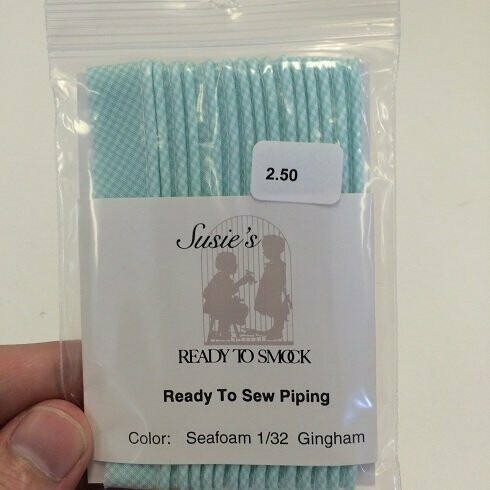 2.50
Susie's
READY TO SMOCK
Ready To Sew Piping
Color: Seafoam 1/32 Gingham